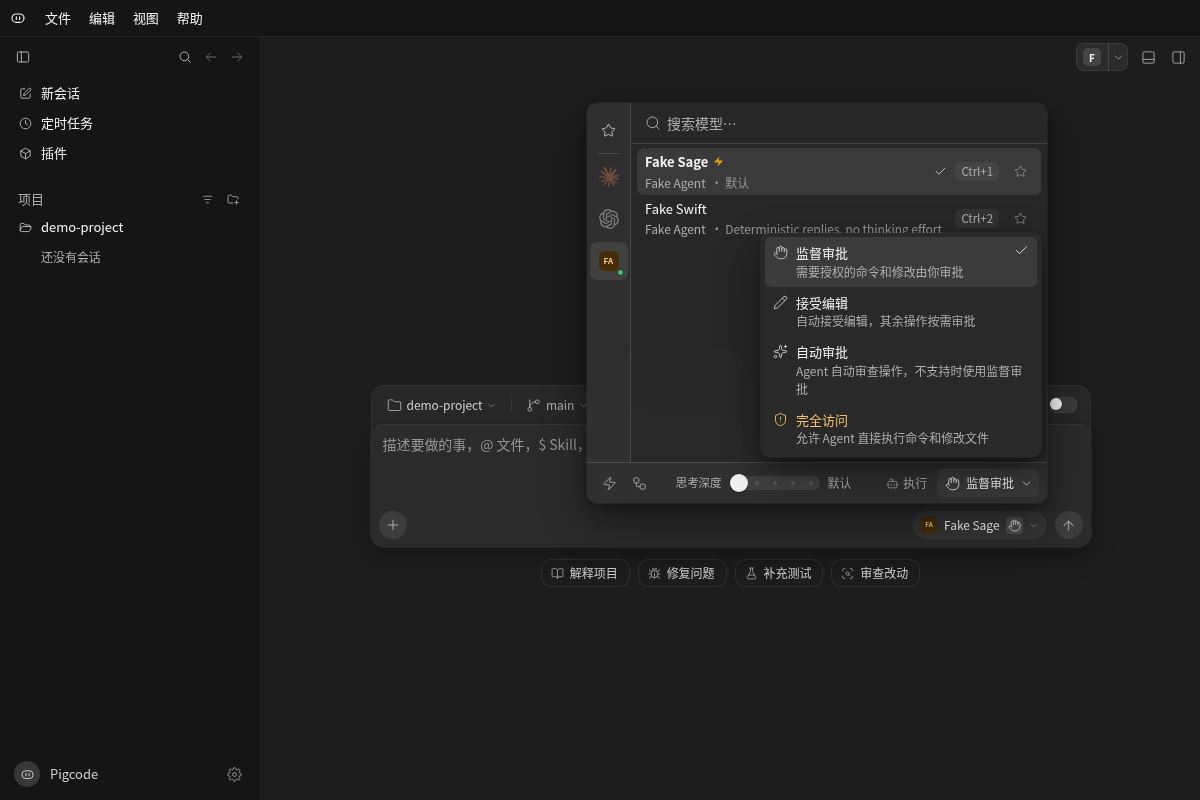 文件 编辑 视图 帮助
新会话
定时任务
插件
项目
demo-project
还没有会话
F
搜索模型…
Fake Sage
Fake Agent • 默认
Ctrl+1
Fake Swift
Fake Agent • Deterministic replies, no thinking effort
Ctrl+2
FA
监督审批
需要授权的命令和修改由你审批
接受编辑
自动接受编辑，其余操作按需审批
自动审批
Agent 自动审查操作，不支持时使用监督审
批
完全访问
允许 Agent 直接执行命令和修改文件
思考深度 默认 执行 监督审批
demo-project main
描述要做的事，@ 文件，$ Skill，
FA Fake Sage
解释项目 修复问题 补充测试 审查改动
Pigcode